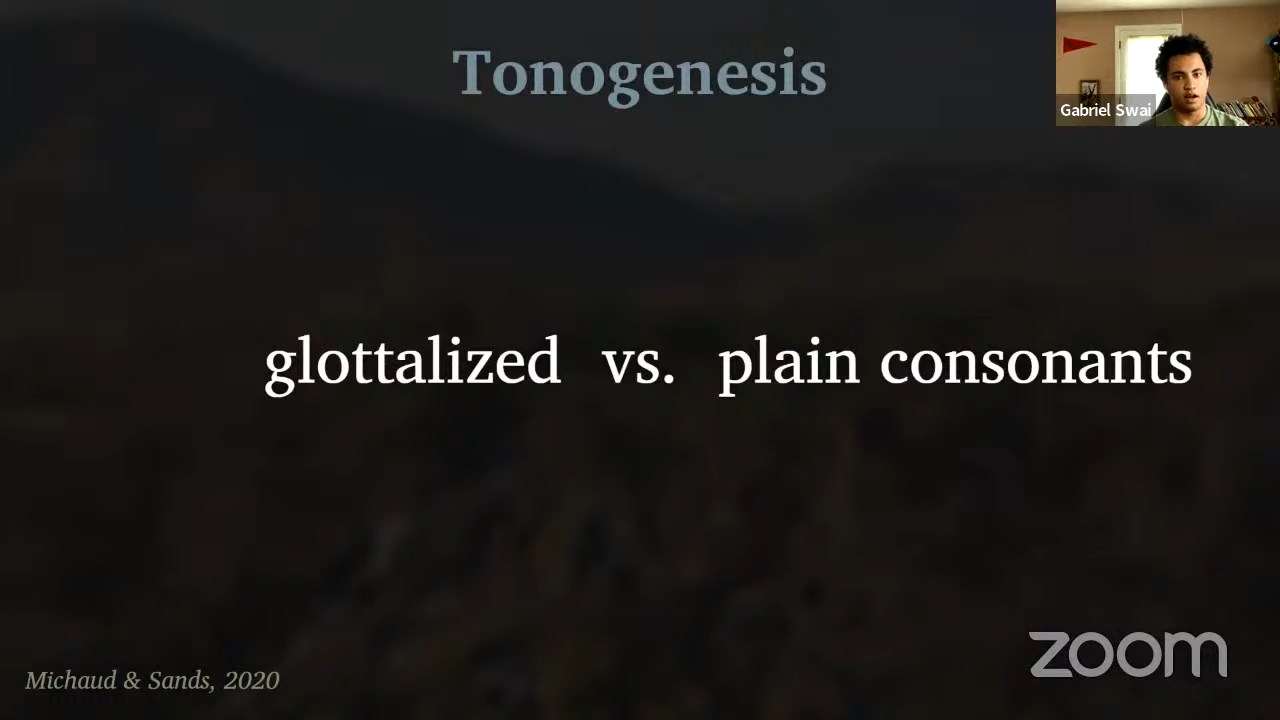 Tonogenesis
Gabriel Swai
glottalized vs. plain consonants
Michaud & Sands, 2020
zoom